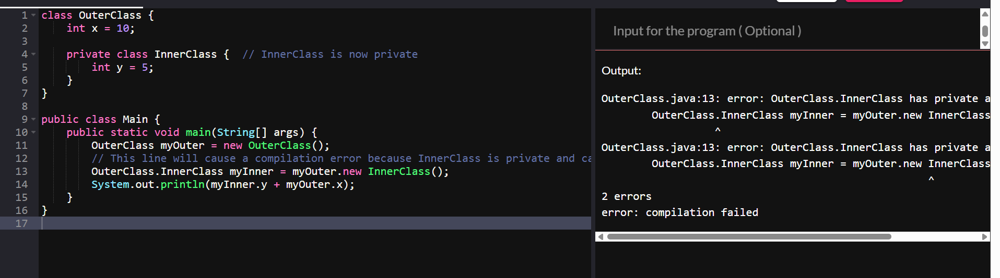 1 class OuterClass {
2     int x = 10;
3
4     private class InnerClass {  // InnerClass is now private
5         int y = 5;
6     }
7 }
8
9 public class Main {
10     public static void main(String[] args) {
11         OuterClass myOuter = new OuterClass();
12         // This line will cause a compilation error because InnerClass is private and ca
13         OuterClass.InnerClass myInner = myOuter.new InnerClass();
14         System.out.println(myInner.y + myOuter.x);
15     }
16 }
17
Input for the program ( Optional )
Output:
OuterClass.java:13: error: OuterClass.InnerClass has private a
        OuterClass.InnerClass myInner = myOuter.new InnerClass
                  ^
OuterClass.java:13: error: OuterClass.InnerClass has private a
        OuterClass.InnerClass myInner = myOuter.new InnerClass
                                                    ^
2 errors
error: compilation failed